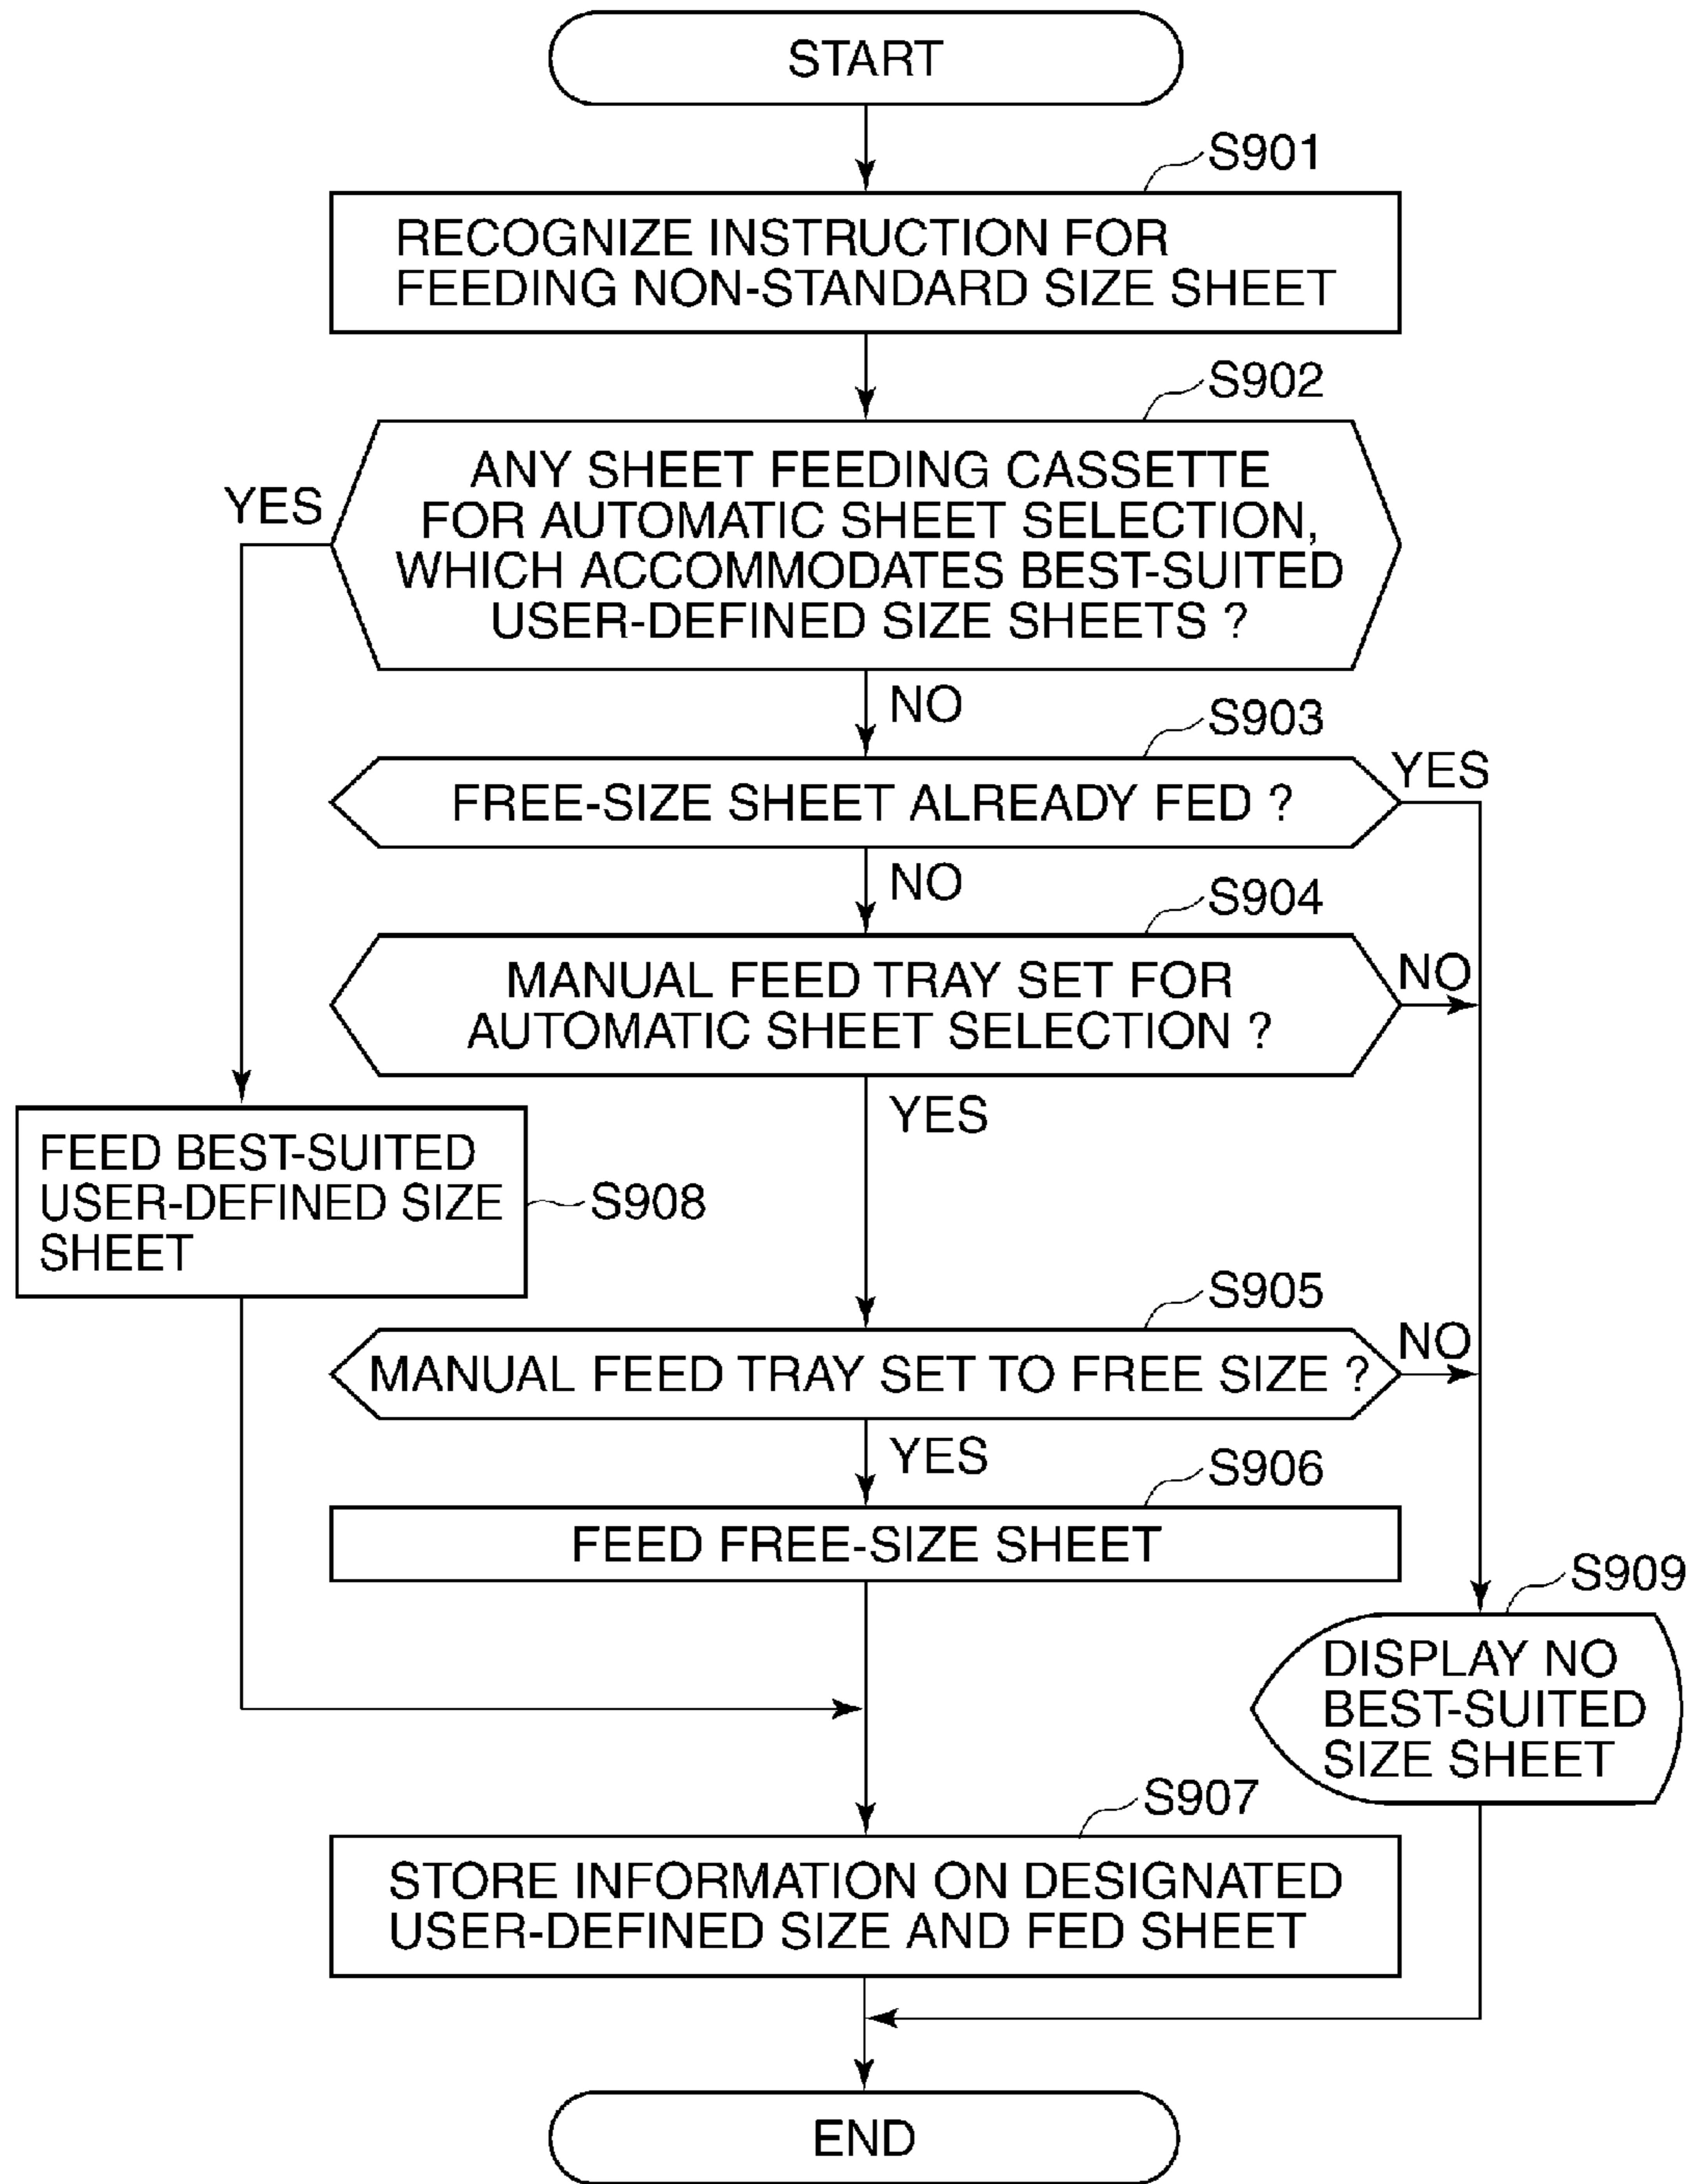 START
S901
RECOGNIZE INSTRUCTION FOR
FEEDING NON-STANDARD SIZE SHEET
S902
ANY SHEET FEEDING CASSETTE
FOR AUTOMATIC SHEET SELECTION,
WHICH ACCOMMODATES BEST-SUITED
USER-DEFINED SIZE SHEETS ?
YES
NO
S903
FREE-SIZE SHEET ALREADY FED ?
YES
NO
S904
MANUAL FEED TRAY SET FOR
AUTOMATIC SHEET SELECTION ?
NO
YES
FEED BEST-SUITED
USER-DEFINED SIZE
SHEET
S908
S905
MANUAL FEED TRAY SET TO FREE SIZE ?
NO
YES
S906
FEED FREE-SIZE SHEET
S909
DISPLAY NO
BEST-SUITED
SIZE SHEET
S907
STORE INFORMATION ON DESIGNATED
USER-DEFINED SIZE AND FED SHEET
END